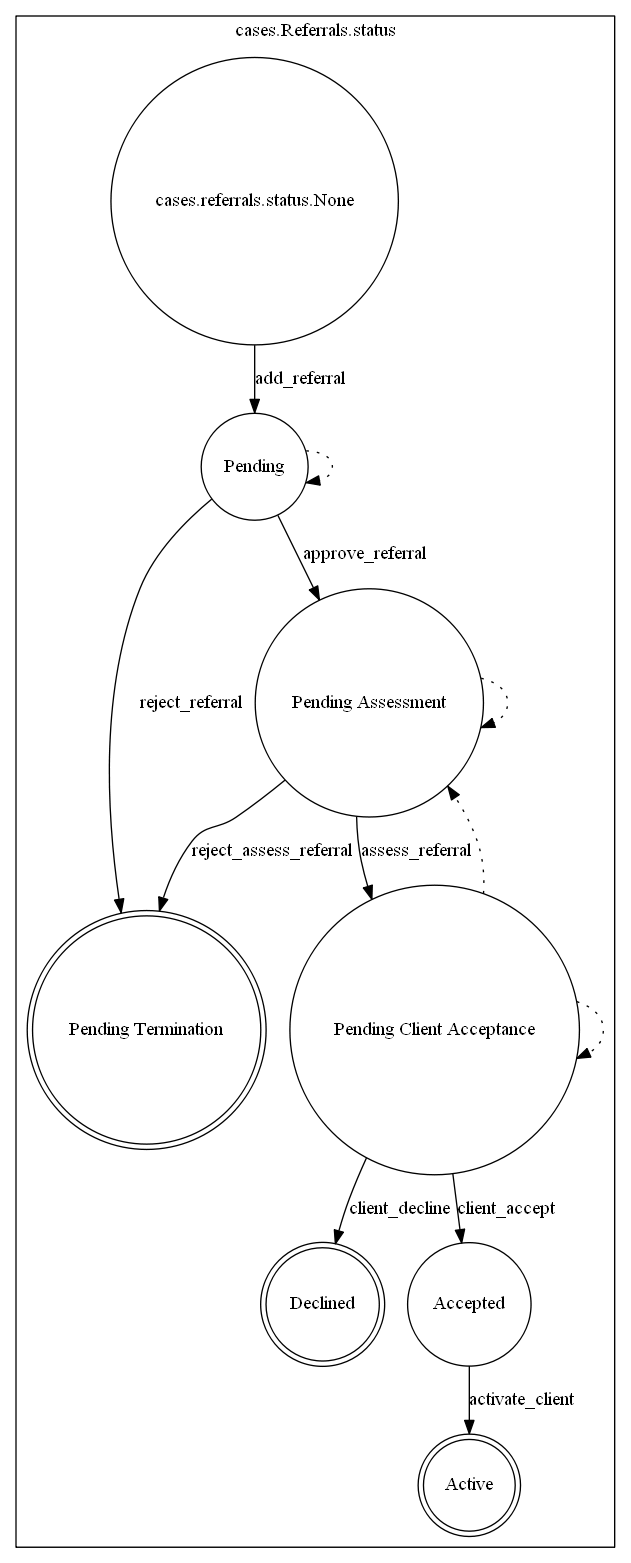 cases.Referrals.status
cases.referrals.status.None
add_referral
Pending
approve_referral
reject_referral
Pending Assessment
reject_assess_referral
assess_referral
Pending Termination
Pending Client Acceptance
client_decline
client_accept
Declined
Accepted
activate_client
Active